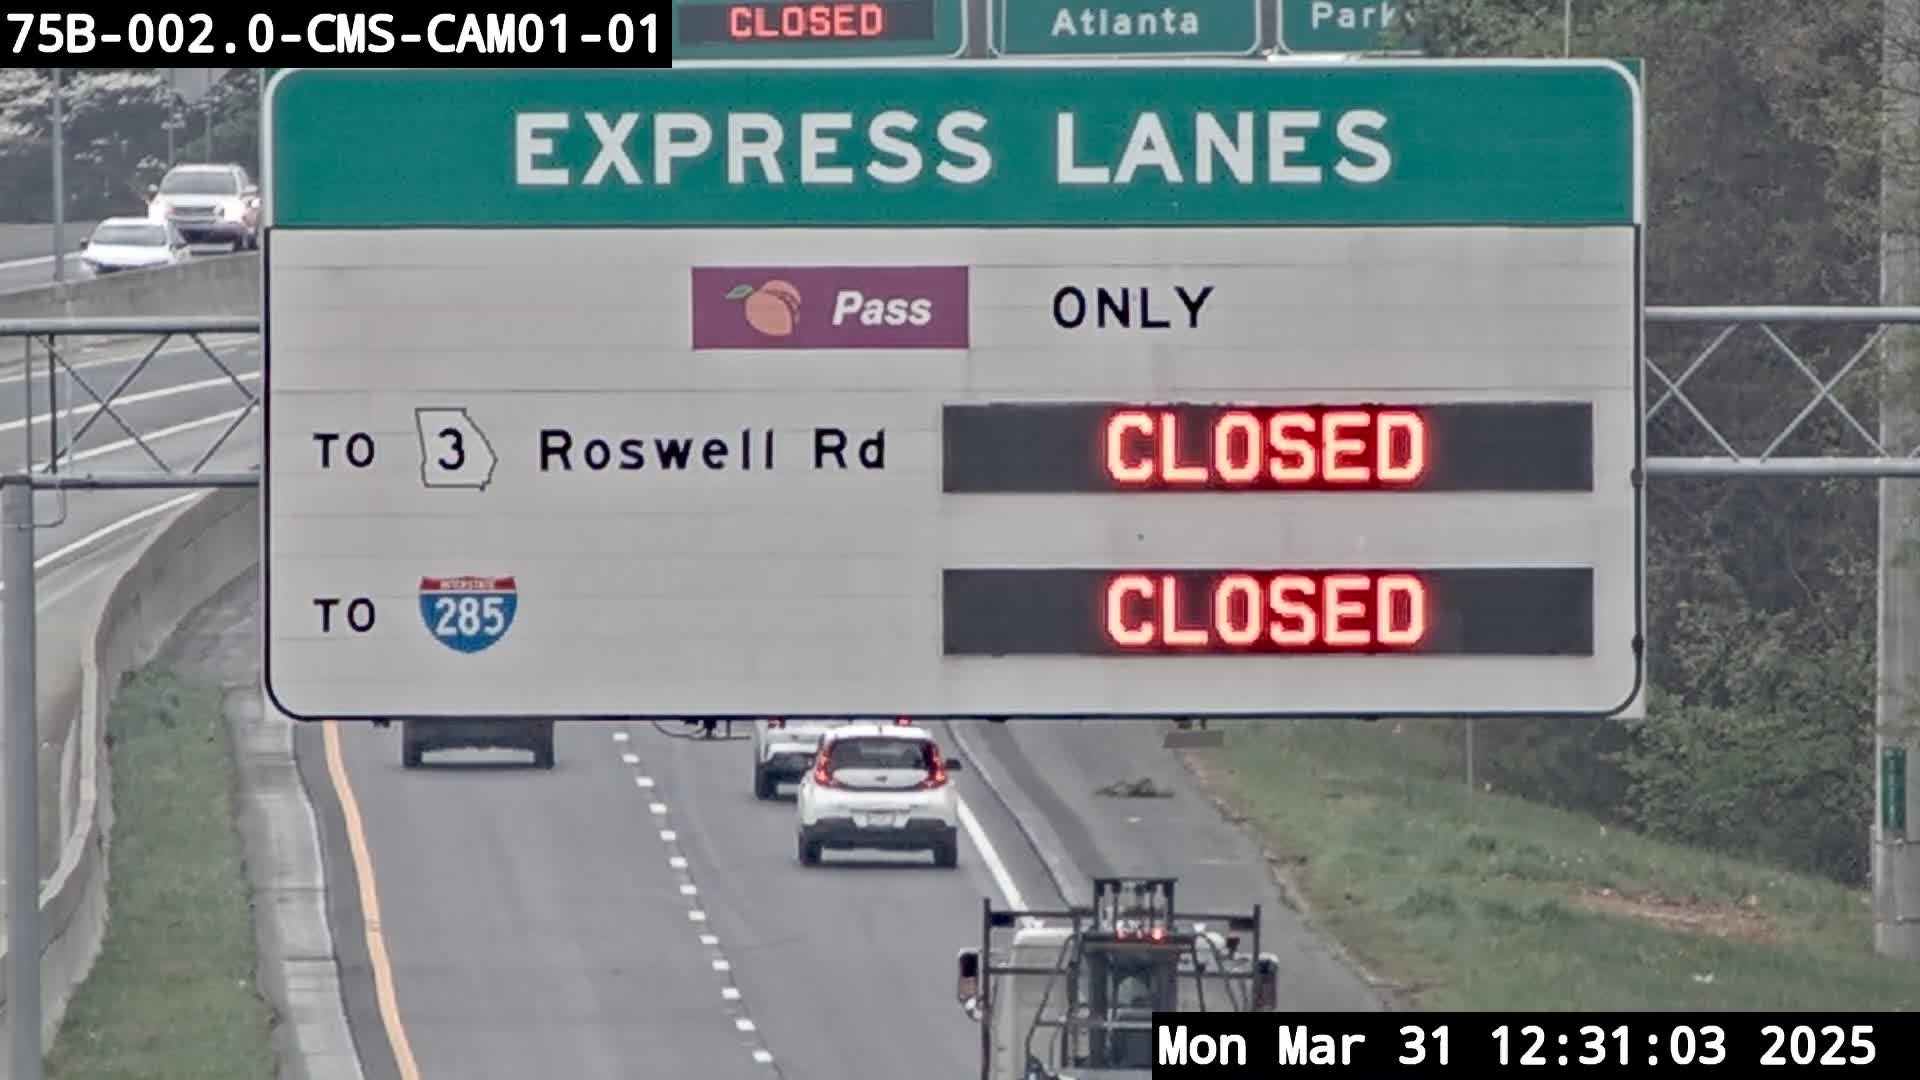 75B-002.0-CMS-CAM01-01
CLOSED
Atlanta
Park
EXPRESS LANES
Pass ONLY
TO 3 Roswell Rd CLOSED
INTERSTATE
TO 285 CLOSED
Mon Mar 31 12:31:03 2025